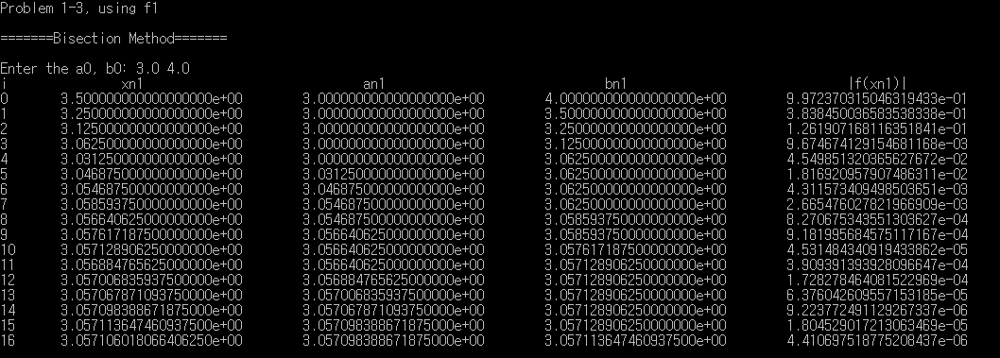 Problem 1-3, using f1
=======Bisection Method=======
Enter the a0, b0: 3.0 4.0
i xn1 an1 bn1 |f(xn1)|
0 3.500000000000000000e+00 3.000000000000000000e+00 4.000000000000000000e+00 9.972370315046319433e-01
1 3.250000000000000000e+00 3.000000000000000000e+00 3.500000000000000000e+00 3.838450036583538338e-01
2 3.125000000000000000e+00 3.000000000000000000e+00 3.250000000000000000e+00 1.261907168116351841e-01
3 3.062500000000000000e+00 3.000000000000000000e+00 3.125000000000000000e+00 9.674674129154681168e-03
4 3.031250000000000000e+00 3.000000000000000000e+00 3.062500000000000000e+00 4.549851320365627672e-02
5 3.046875000000000000e+00 3.031250000000000000e+00 3.062500000000000000e+00 1.816920957907486311e-02
6 3.054687500000000000e+00 3.046875000000000000e+00 3.062500000000000000e+00 4.311573409498503651e-03
7 3.058593750000000000e+00 3.054687500000000000e+00 3.062500000000000000e+00 2.665476027821966909e-03
8 3.056640625000000000e+00 3.054687500000000000e+00 3.058593750000000000e+00 8.270675343551303627e-04
9 3.057617187500000000e+00 3.056640625000000000e+00 3.058593750000000000e+00 9.181995684575117167e-04
10 3.057128906250000000e+00 3.056640625000000000e+00 3.057617187500000000e+00 4.531484340919433862e-05
11 3.056884765625000000e+00 3.056640625000000000e+00 3.057128906250000000e+00 3.909391393928096647e-04
12 3.057006835937500000e+00 3.056884765625000000e+00 3.057128906250000000e+00 1.728278464081522969e-04
13 3.057067871093750000e+00 3.057006835937500000e+00 3.057128906250000000e+00 6.376042609557153185e-05
14 3.057098388671875000e+00 3.057067871093750000e+00 3.057128906250000000e+00 9.223772491129267337e-06
15 3.057113647460937500e+00 3.057098388671875000e+00 3.057128906250000000e+00 1.804529017213063469e-05
16 3.057106018066406250e+00 3.057098388671875000e+00 3.057113647460937500e+00 4.410697518775208437e-06